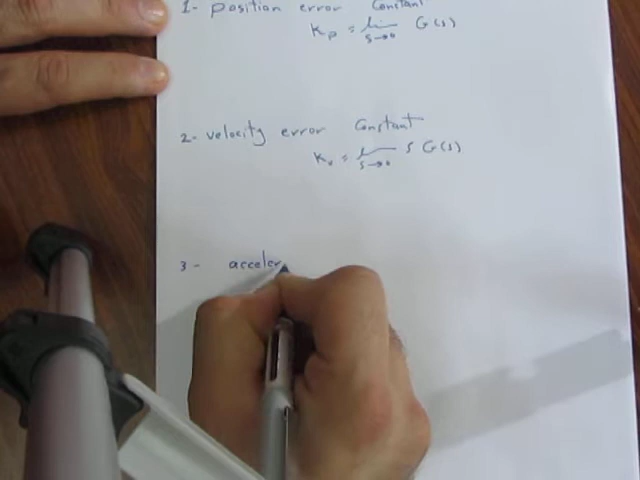 1- position error Constant
Kp = lim G(s)
s→0
2- velocity error Constant
Kv = lim s G(s)
s→0
3- acceler